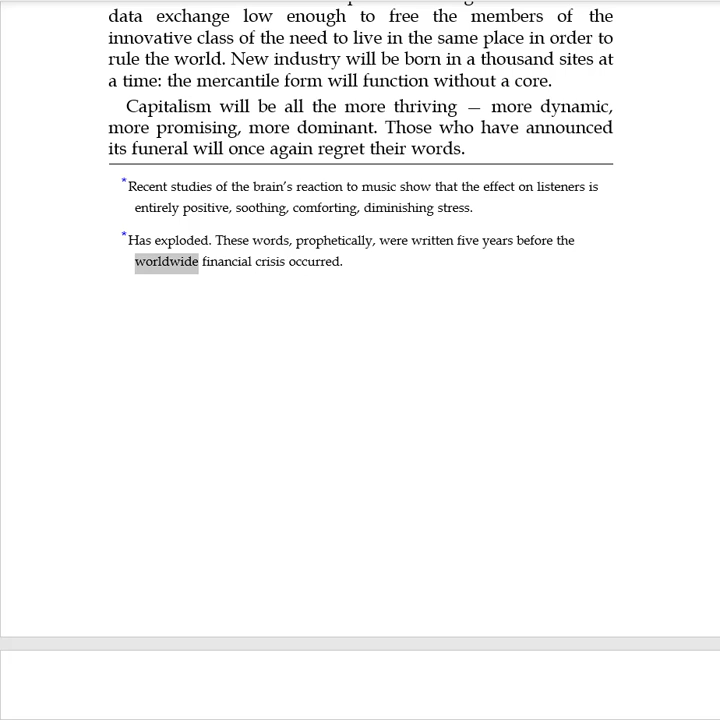 data exchange low enough to free the members of the
innovative class of the need to live in the same place in order to
rule the world. New industry will be born in a thousand sites at
a time: the mercantile form will function without a core.
Capitalism will be all the more thriving — more dynamic,
more promising, more dominant. Those who have announced
its funeral will once again regret their words.
*Recent studies of the brain’s reaction to music show that the effect on listeners is
entirely positive, soothing, comforting, diminishing stress.
*Has exploded. These words, prophetically, were written five years before the
worldwide financial crisis occurred.